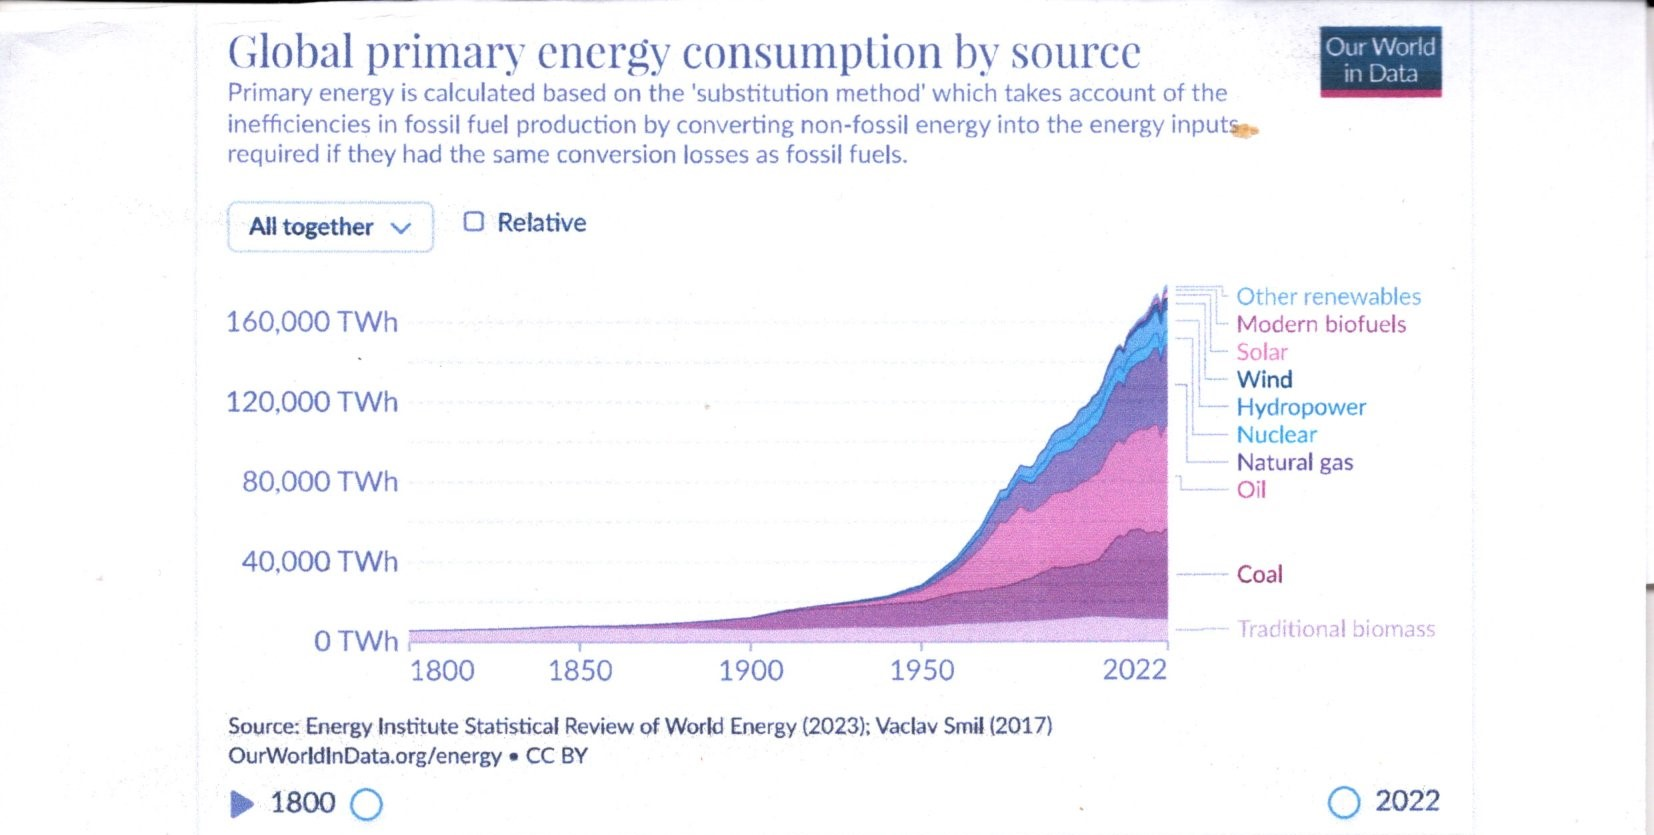 Global primary energy consumption by source
Our World
in Data
Primary energy is calculated based on the 'substitution method' which takes account of the
inefficiencies in fossil fuel production by converting non-fossil energy into the energy inputs
required if they had the same conversion losses as fossil fuels.
All together
Relative
160,000 TWh
120,000 TWh
80,000 TWh
40,000 TWh
0 TWh
Other renewables
Modern biofuels
Solar
Wind
Hydropower
Nuclear
Natural gas
Oil
Coal
Traditional biomass
1800 1850 1900 1950 2022
Source: Energy Institute Statistical Review of World Energy (2023); Vaclav Smil (2017)
OurWorldInData.org/energy • CC BY
1800
2022